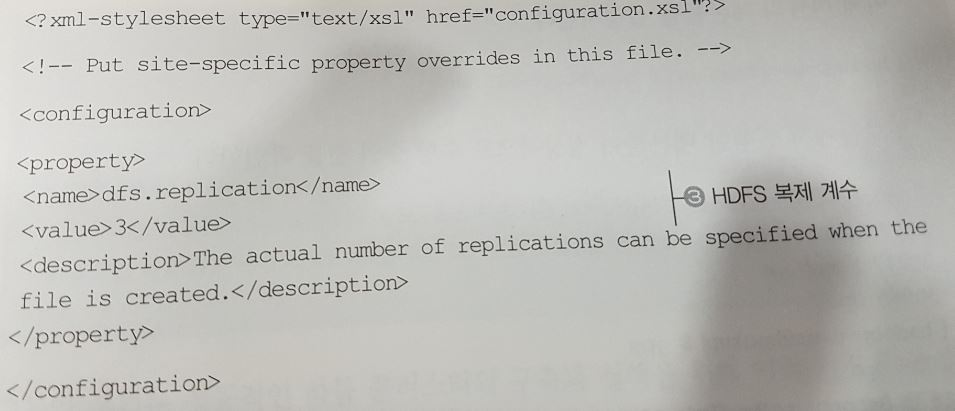 <?xml-stylesheet type="text/xsl" href="configuration.xsl"?>
<!-- Put site-specific property overrides in this file. -->
<configuration>
<property>
<name>dfs.replication</name>
③ HDFS 복제 계수
<value>3</value>
<description>The actual number of replications can be specified when the
file is created.</description>
</property>
</configuration>